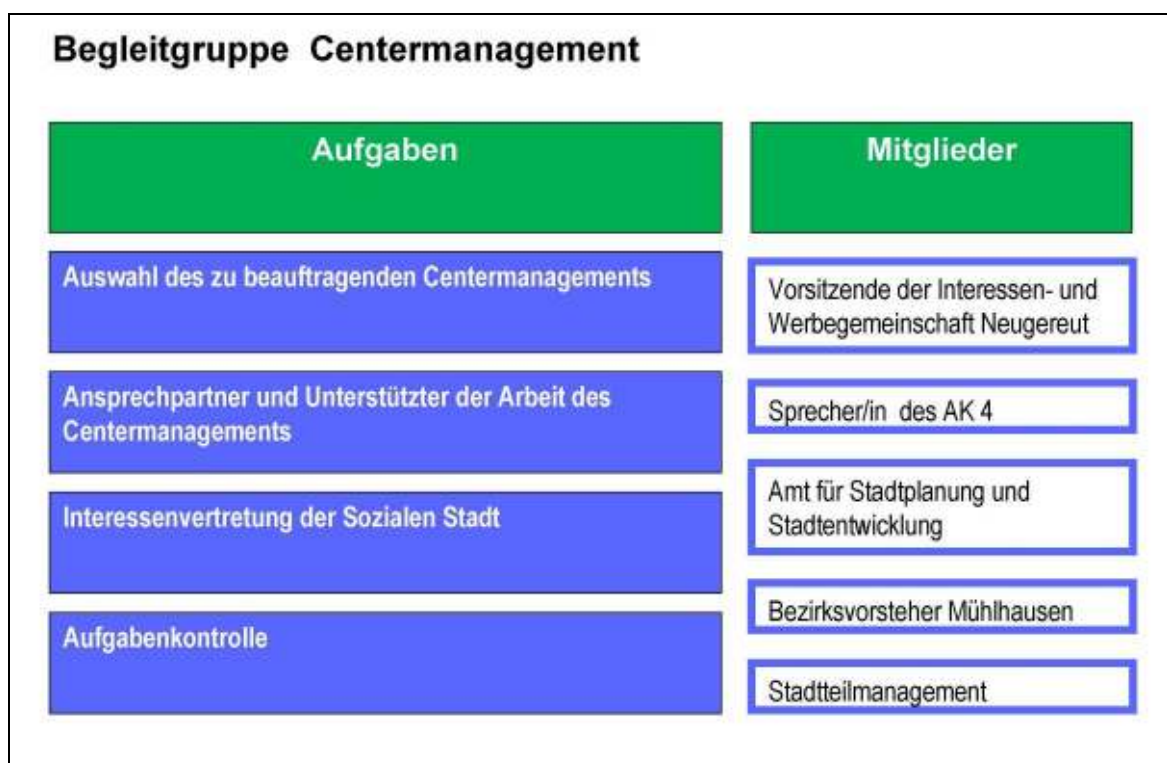 Begleitgruppe Centermanagement
Aufgaben
Auswahl des zu beauftragenden Centermanagements
Ansprechpartner und Unterstützter der Arbeit des
Centermanagements
Interessenvertretung der Sozialen Stadt
Aufgabenkontrolle
Mitglieder
Vorsitzende der Interessen- und
Werbegemeinschaft Neugereut
Sprecher/in des AK 4
Amt für Stadtplanung und
Stadtentwicklung
Bezirksvorsteher Mühlhausen
Stadtteilmanagement